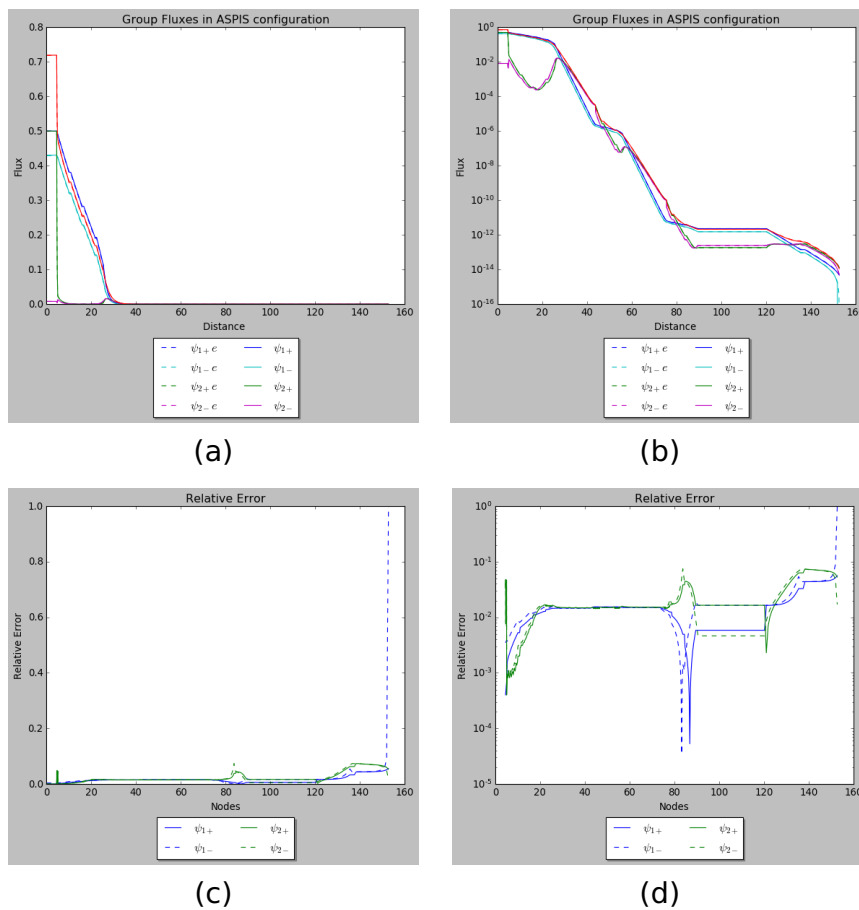 Group Fluxes in ASPIS configuration
0.8
0.7
0.6
0.5
0.4
0.3
0.2
0.1
0.0
Flux
0 20 40 60 80 100 120 140 160
Distance
ψ₁₊e ψ₁₊
ψ₁₋e ψ₁₋
ψ₂₊e ψ₂₊
ψ₂₋e ψ₂₋
(a)
Group Fluxes in ASPIS configuration
10⁰
10⁻²
10⁻⁴
10⁻⁶
10⁻⁸
10⁻¹⁰
10⁻¹²
10⁻¹⁴
10⁻¹⁶
Flux
0 20 40 60 80 100 120 140 160
Distance
ψ₁₊e ψ₁₊
ψ₁₋e ψ₁₋
ψ₂₊e ψ₂₊
ψ₂₋e ψ₂₋
(b)
Relative Error
1.0
0.8
0.6
0.4
0.2
0.0
Relative Error
0 20 40 60 80 100 120 140 160
Nodes
ψ₁₊ ψ₂₊
ψ₁₋ ψ₂₋
(c)
Relative Error
10⁰
10⁻¹
10⁻²
10⁻³
10⁻⁴
10⁻⁵
Relative Error
0 20 40 60 80 100 120 140 160
Nodes
ψ₁₊ ψ₂₊
ψ₁₋ ψ₂₋
(d)